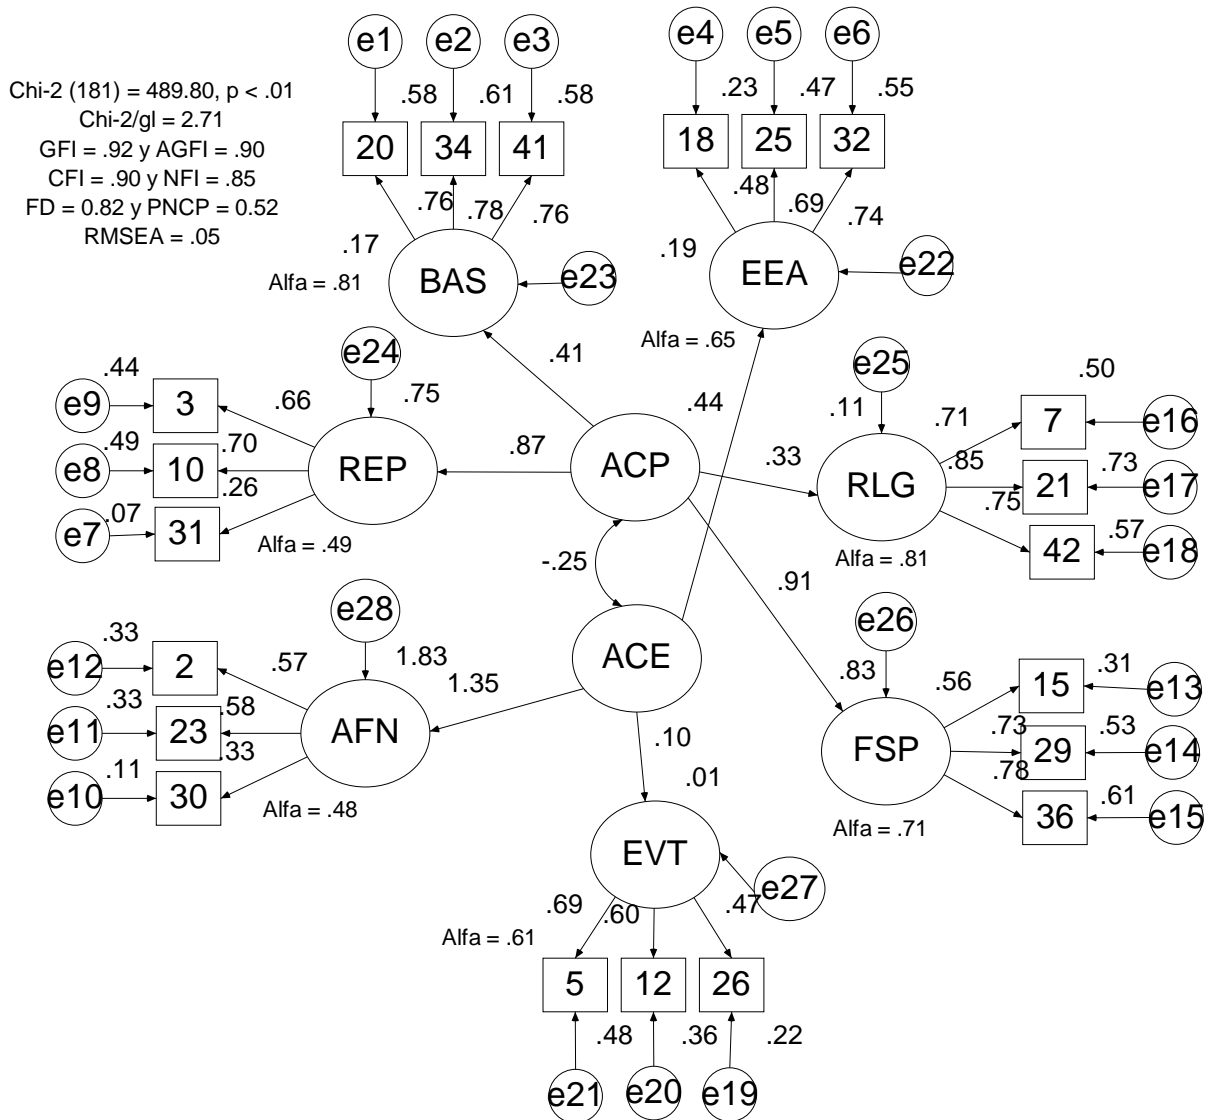 e1 e2 e3
e4 e5 e6
Chi-2 (181) = 489.80, p < .01
Chi-2/gl = 2.71
GFI = .92 y AGFI = .90
CFI = .90 y NFI = .85
FD = 0.82 y PNCP = 0.52
RMSEA = .05
.58 .61 .58
.23 .47 .55
20 34 41
18 25 32
.76 .78 .76
.48 .69 .74
.17
BAS
e23
Alfa = .81
.19
EEA
e22
Alfa = .65
.41
.44
e24
.75
e25
.11
.44
e9
3
.66
.49
e8
10
.70
.07
e7
31
.26
REP
Alfa = .49
.87
ACP
.33
RLG
Alfa = .81
.71
7
.50
e16
.85
21
.73
e17
.75
42
.57
e18
-.25
.91
e28
1.83
1.35
ACE
e26
.83
.33
e12
2
.57
.33
e11
23
.58
.11
e10
30
.33
AFN
Alfa = .48
.10
.01
FSP
Alfa = .71
.56
15
.31
e13
.73
29
.53
e14
.78
36
.61
e15
EVT
e27
Alfa = .61
.69 .60 .47
5 12 26
.48 .36 .22
e21 e20 e19